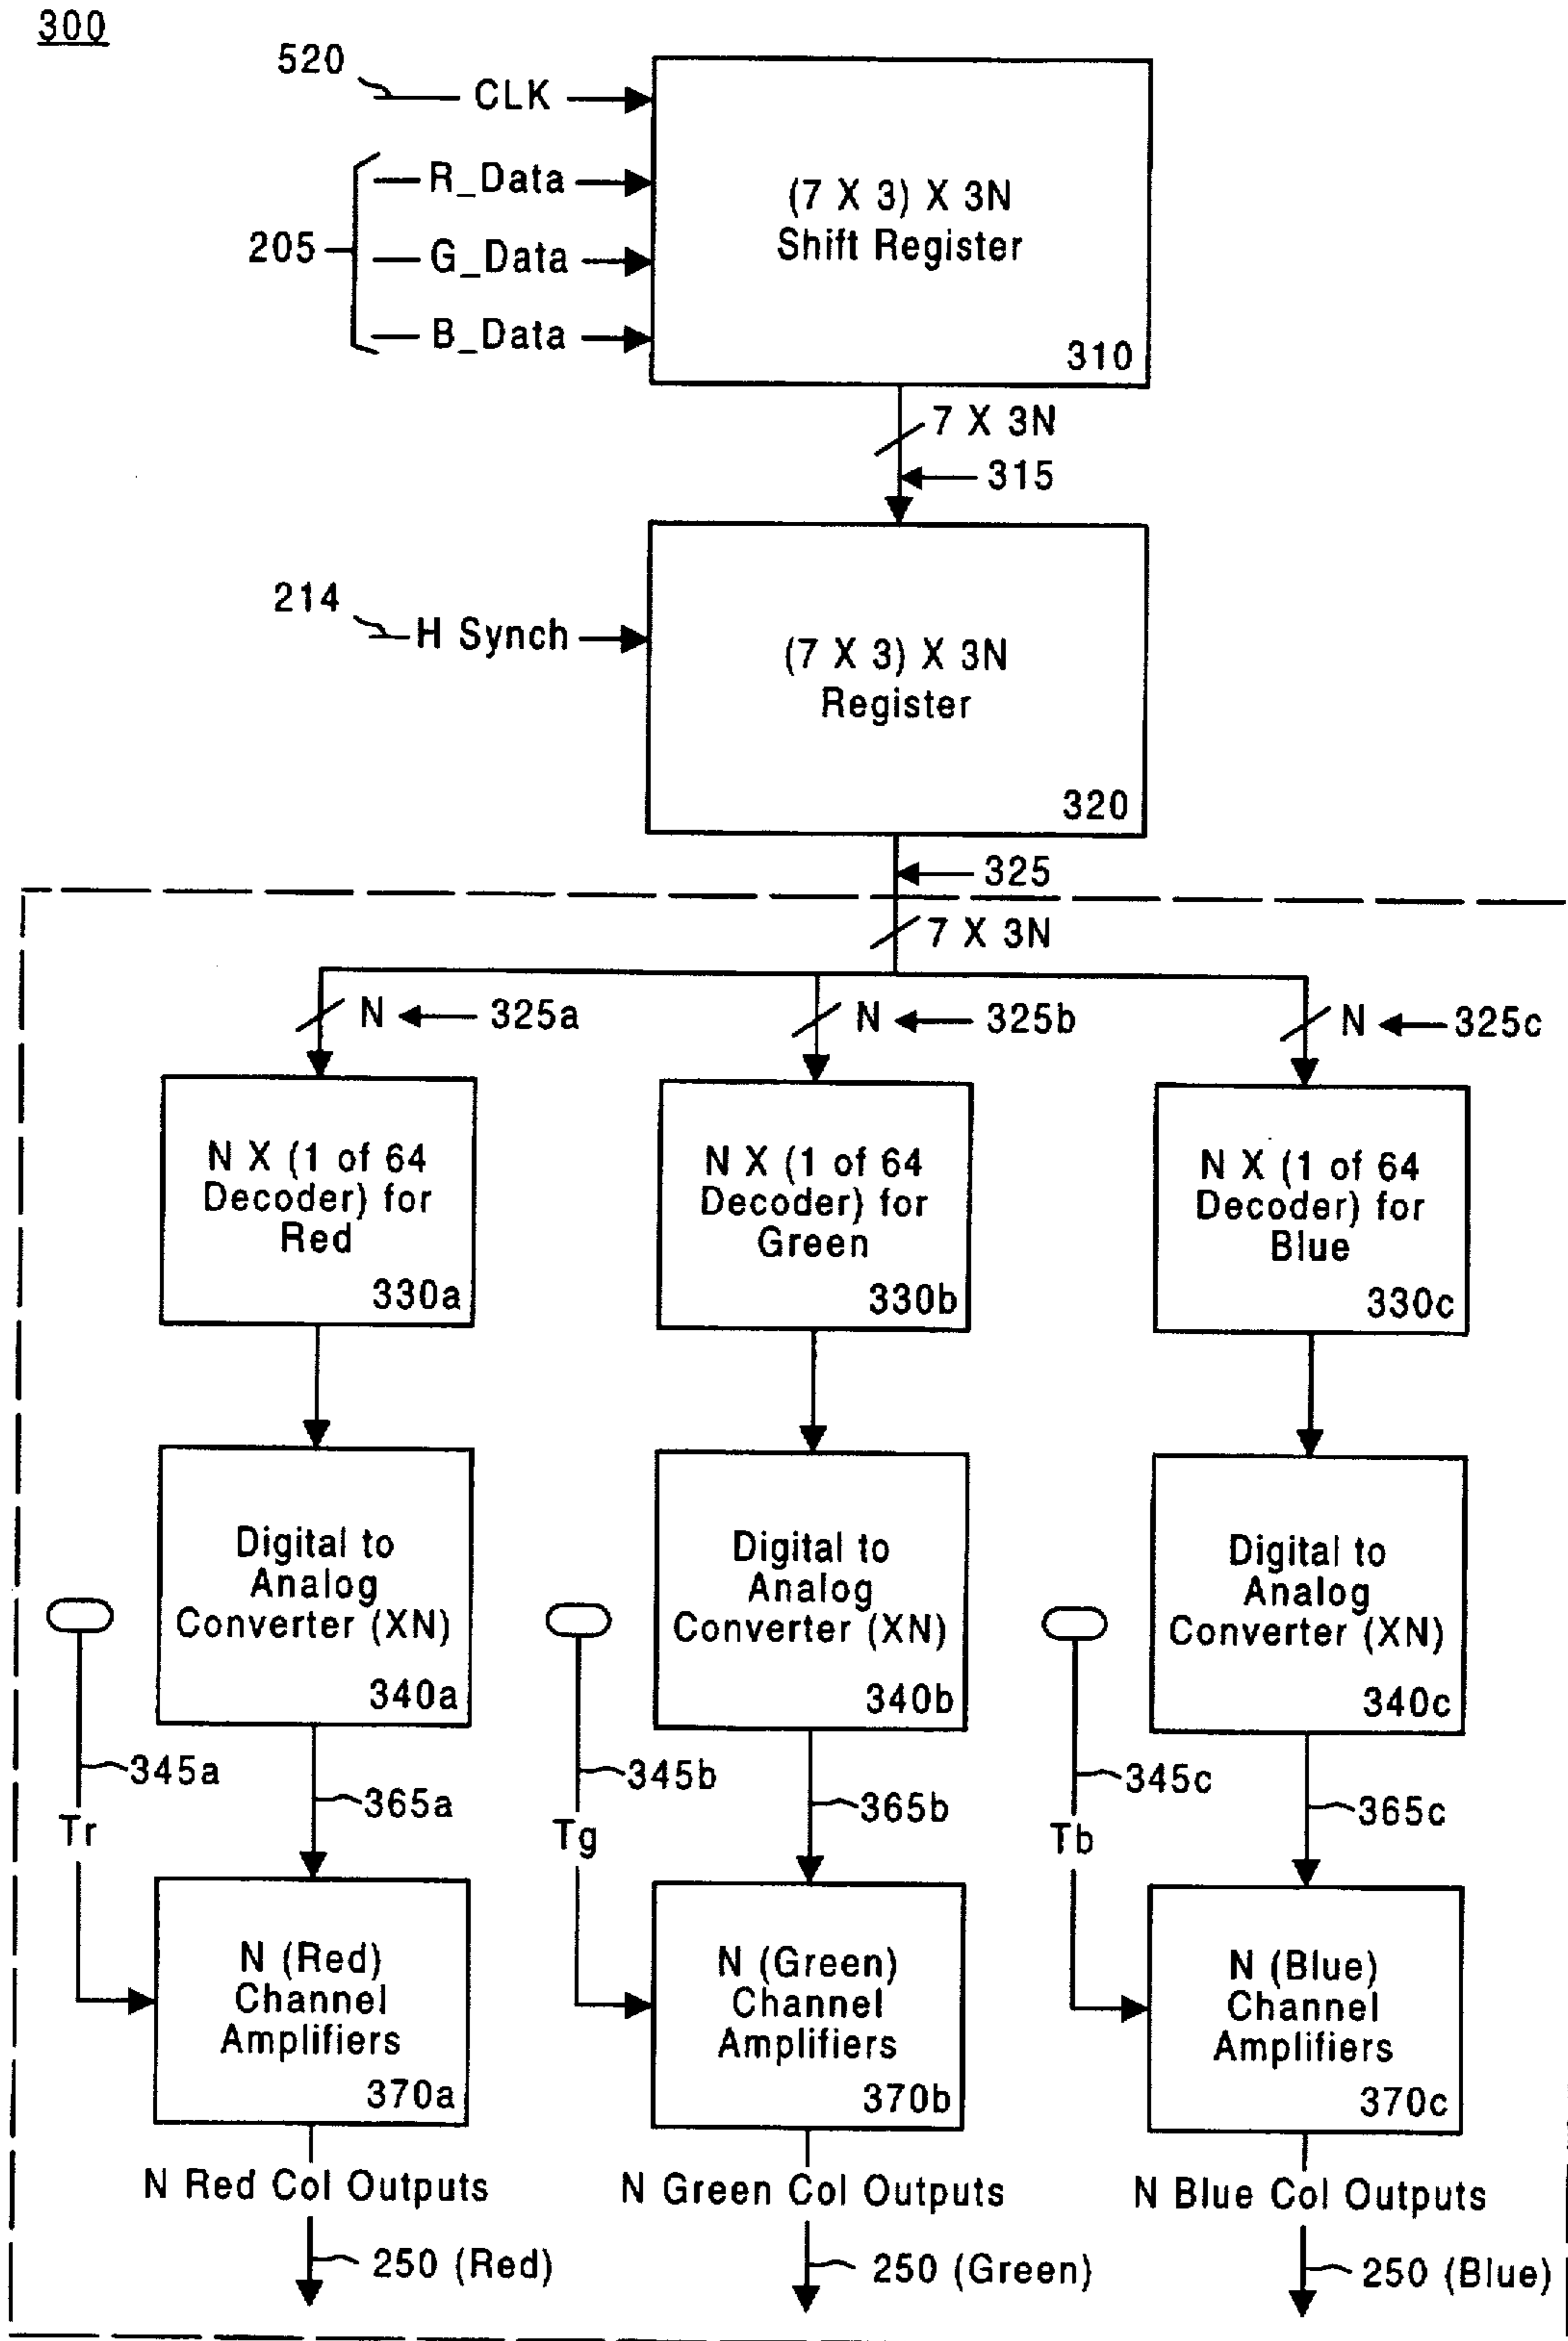 300
520
CLK
R_Data
205
G_Data
B_Data
(7 X 3) X 3N
Shift Register
310
7 X 3N
315
214
H Synch
(7 X 3) X 3N
Register
320
325
7 X 3N
N
325a
N
325b
N
325c
N X (1 of 64
Decoder) for
Red
330a
N X (1 of 64
Decoder) for
Green
330b
N X (1 of 64
Decoder) for
Blue
330c
Digital to
Analog
Converter (XN)
340a
Digital to
Analog
Converter (XN)
340b
Digital to
Analog
Converter (XN)
340c
345a
365a
Tr
345b
365b
Tg
345c
365c
Tb
N (Red)
Channel
Amplifiers
370a
N (Green)
Channel
Amplifiers
370b
N (Blue)
Channel
Amplifiers
370c
N Red Col Outputs
N Green Col Outputs
N Blue Col Outputs
250 (Red)
250 (Green)
250 (Blue)